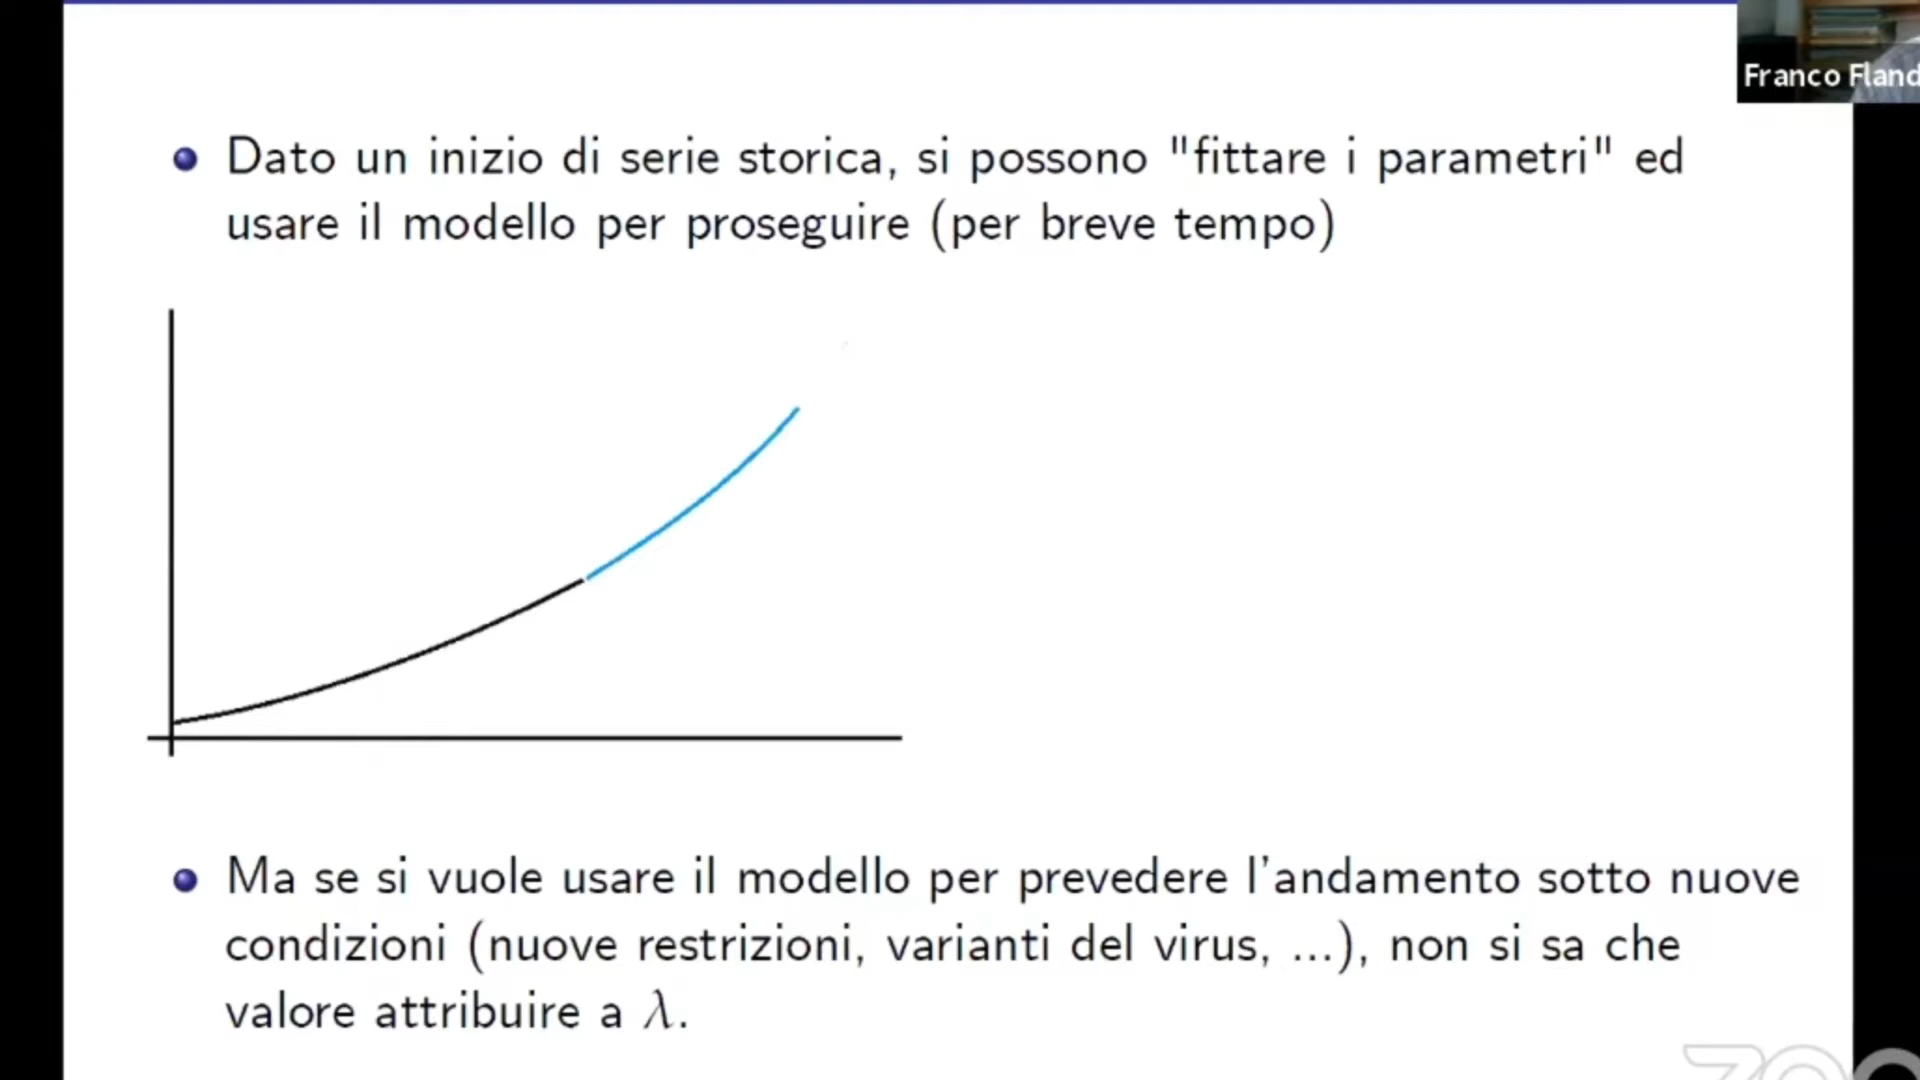 Franco Fland
Dato un inizio di serie storica, si possono "fittare i parametri" ed
usare il modello per proseguire (per breve tempo)
Ma se si vuole usare il modello per prevedere l'andamento sotto nuove
condizioni (nuove restrizioni, varianti del virus, ...), non si sa che
valore attribuire a λ.